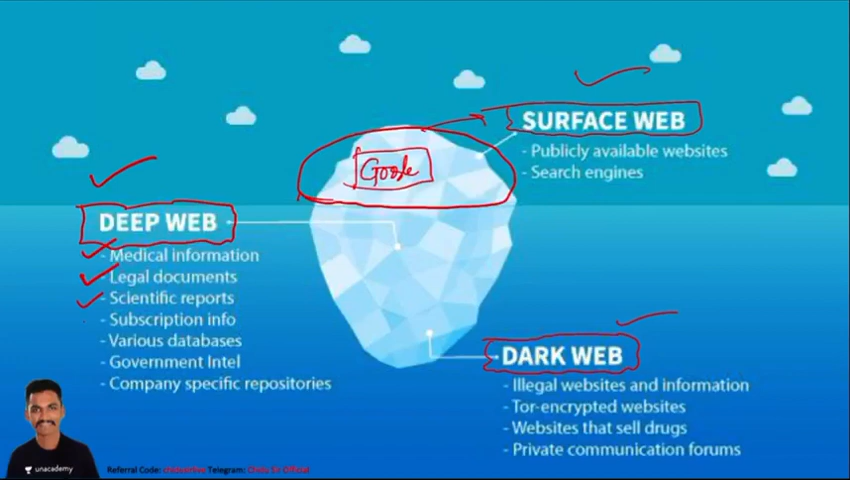 SURFACE WEB
- Publicly available websites
- Search engines
Google
DEEP WEB
- Medical information
- Legal documents
- Scientific reports
- Subscription info
- Various databases
- Government Intel
- Company specific repositories
DARK WEB
- Illegal websites and information
- Tor-encrypted websites
- Websites that sell drugs
- Private communication forums
unacademy
Referral Code: Telegram: Official